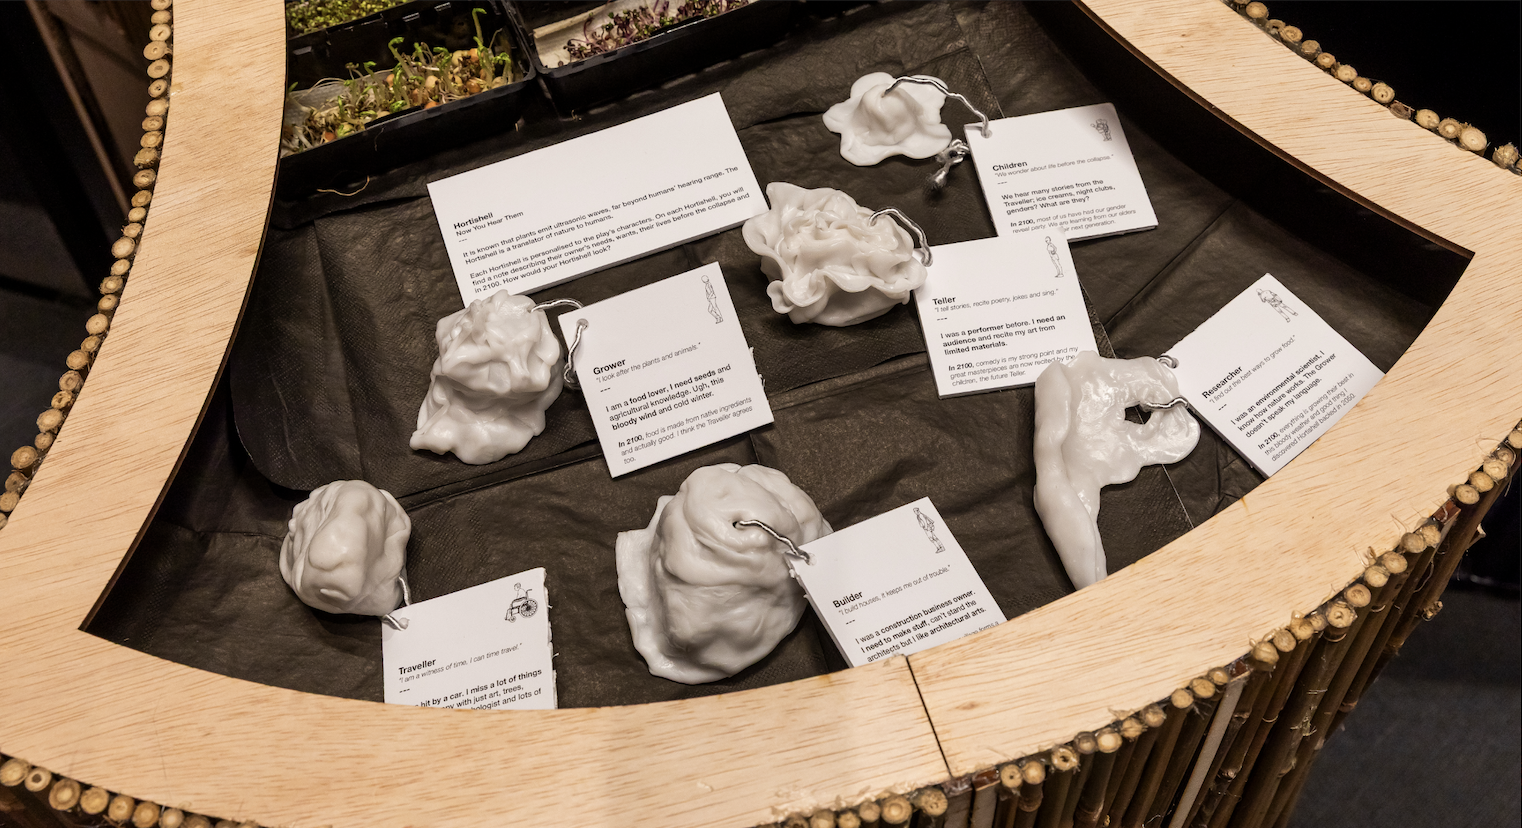 Hortishell
Now You Hear Them
---
It is known that plants emit ultrasonic waves, far beyond humans' hearing range. The
Hortishell is a translator of nature to humans.
Each Hortishell is personalised to the play's characters. On each Hortishell, you will
find a note describing their owner's needs, wants, their lives before the collapse and
in 2100. How would your Hortishell look?
Children
"We wonder about life before the collapse."
---
We hear many stories from the
Traveller; ice creams, night clubs,
genders? What are they?
In 2100, most of us have had our gender
reveal party. We are learning from our elders
next generation.
Teller
"I tell stories, recite poetry, jokes and sing."
---
I was a performer before. I need an
audience and recite my art from
limited materials.
In 2100, comedy is my strong point and my
great masterpieces are now recited by the
children, the future Teller.
Grower
"I look after the plants and animals."
---
I am a food lover, I need seeds and
agricultural knowledge. Ugh, this
bloody wind and cold winter.
In 2100, food is made from native ingredients
and actually good. I think the Traveller agrees
too.
Researcher
"I find out the best ways to grow food."
---
I was an environmental scientist, I
know how nature works. The Grower
doesn't speak my language.
In 2100, everything is growing their best in
this bloody weather and good thing I
discovered Hortishell backed in 2050.
Builder
"I build houses, it keeps me out of trouble."
---
I was a construction business owner.
I need to make stuff, can't stand the
architects but I like architectural arts.
Traveller
"I am a witness of time, I can time travel."
---
hit by a car. I miss a lot of things
with just art, trees,
and lots of